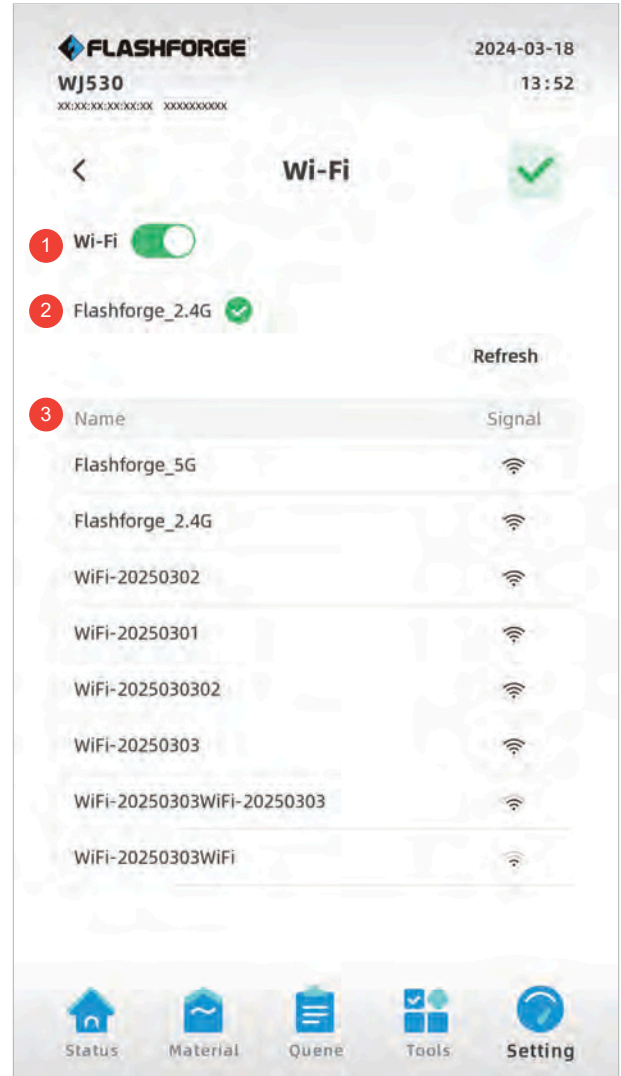 FLASHFORGE 2024-03-18
WJ530 13:52
xx:xx:xx:xx:xx:xx xxxxxxxxxx
< Wi-Fi
1 Wi-Fi
2 Flashforge_2.4G
Refresh
3 Name Signal
Flashforge_5G
Flashforge_2.4G
WiFi-20250302
WiFi-20250301
WiFi-2025030302
WiFi-20250303
WiFi-20250303WiFi-20250303
WiFi-20250303WiFi
Status Material Quene Tools Setting